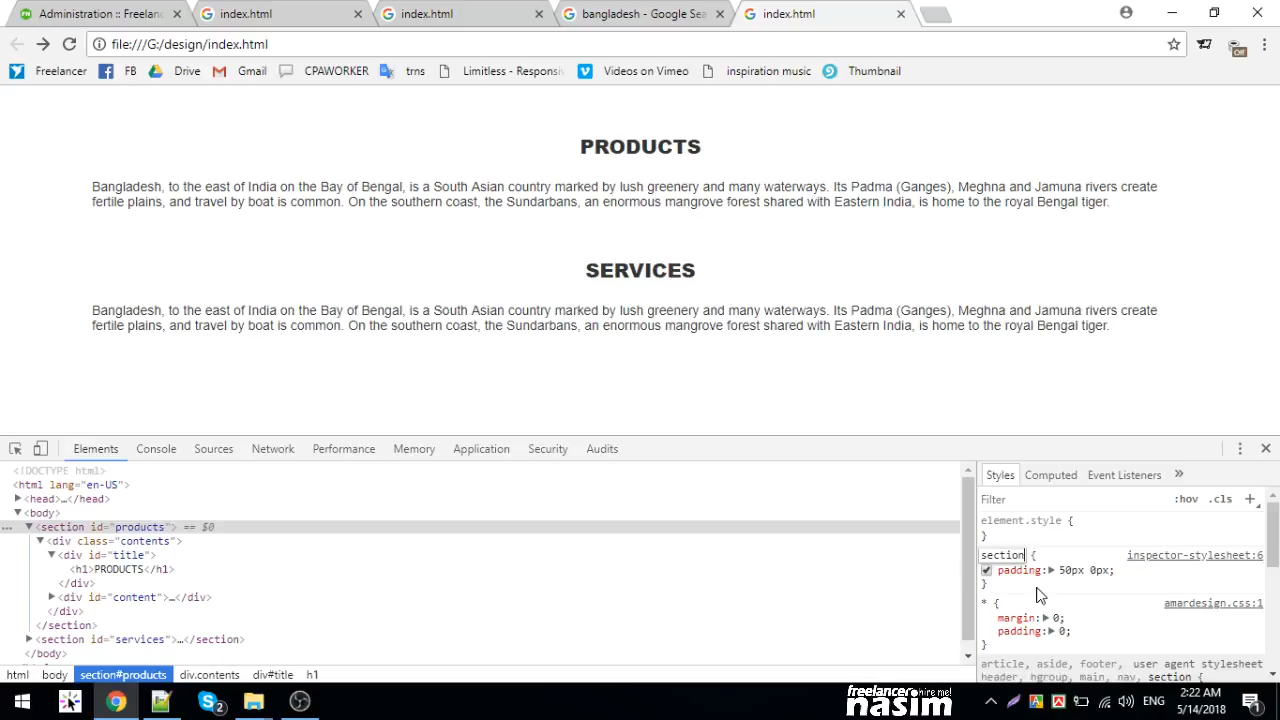 Administration :: Freelanc
index.html
index.html
bangladesh - Google Sea
index.html
file:///G:/design/index.html
Off
Freelancer
FB
Drive
Gmail
CPAWORKER
trns
Limitless - Responsiv
Videos on Vimeo
inspiration music
Thumbnail
PRODUCTS
Bangladesh, to the east of India on the Bay of Bengal, is a South Asian country marked by lush greenery and many waterways. Its Padma (Ganges), Meghna and Jamuna rivers create
fertile plains, and travel by boat is common. On the southern coast, the Sundarbans, an enormous mangrove forest shared with Eastern India, is home to the royal Bengal tiger.
SERVICES
Bangladesh, to the east of India on the Bay of Bengal, is a South Asian country marked by lush greenery and many waterways. Its Padma (Ganges), Meghna and Jamuna rivers create
fertile plains, and travel by boat is common. On the southern coast, the Sundarbans, an enormous mangrove forest shared with Eastern India, is home to the royal Bengal tiger.
Elements Console Sources Network Performance Memory Application Security Audits
<!DOCTYPE html>
<html lang="en-US">
<head>…</head>
<body>
… <section id="products"> == $0
<div class="contents">
<div id="title">
<h1>PRODUCTS</h1>
</div>
<div id="content">…</div>
</div>
</section>
<section id="services">…</section>
</body>
html body section#products div.contents div#title h1
Styles Computed Event Listeners »
Filter :hov .cls +
element.style {
}
section { inspector-stylesheet:6
padding: 50px 0px;
}
* { amardesign.css:1
margin: 0;
padding: 0;
}
article, aside, footer, user agent stylesheet
header, hgroup, main, nav, section {
2
freelancer hire me!
nasim
ENG
2:22 AM
5/14/2018
1